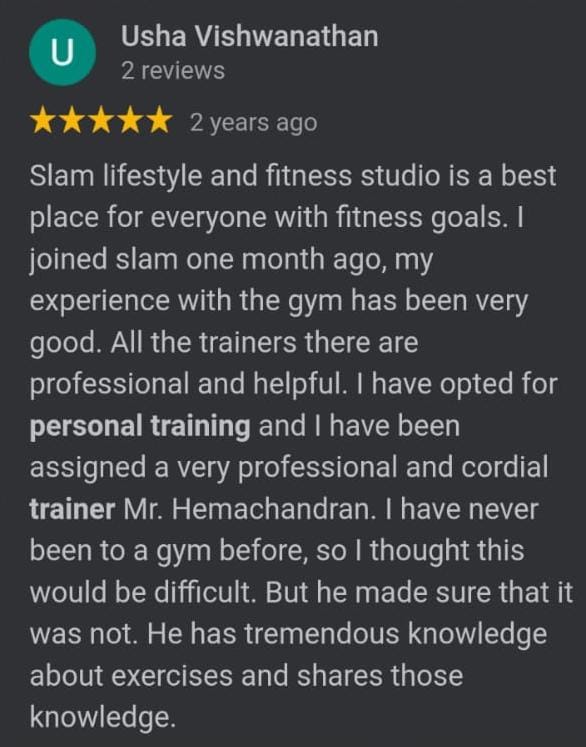 U
Usha Vishwanathan
2 reviews
2 years ago
Slam lifestyle and fitness studio is a best
place for everyone with fitness goals. I
joined slam one month ago, my
experience with the gym has been very
good. All the trainers there are
professional and helpful. I have opted for
personal training and I have been
assigned a very professional and cordial
trainer Mr. Hemachandran. I have never
been to a gym before, so I thought this
would be difficult. But he made sure that it
was not. He has tremendous knowledge
about exercises and shares those
knowledge.